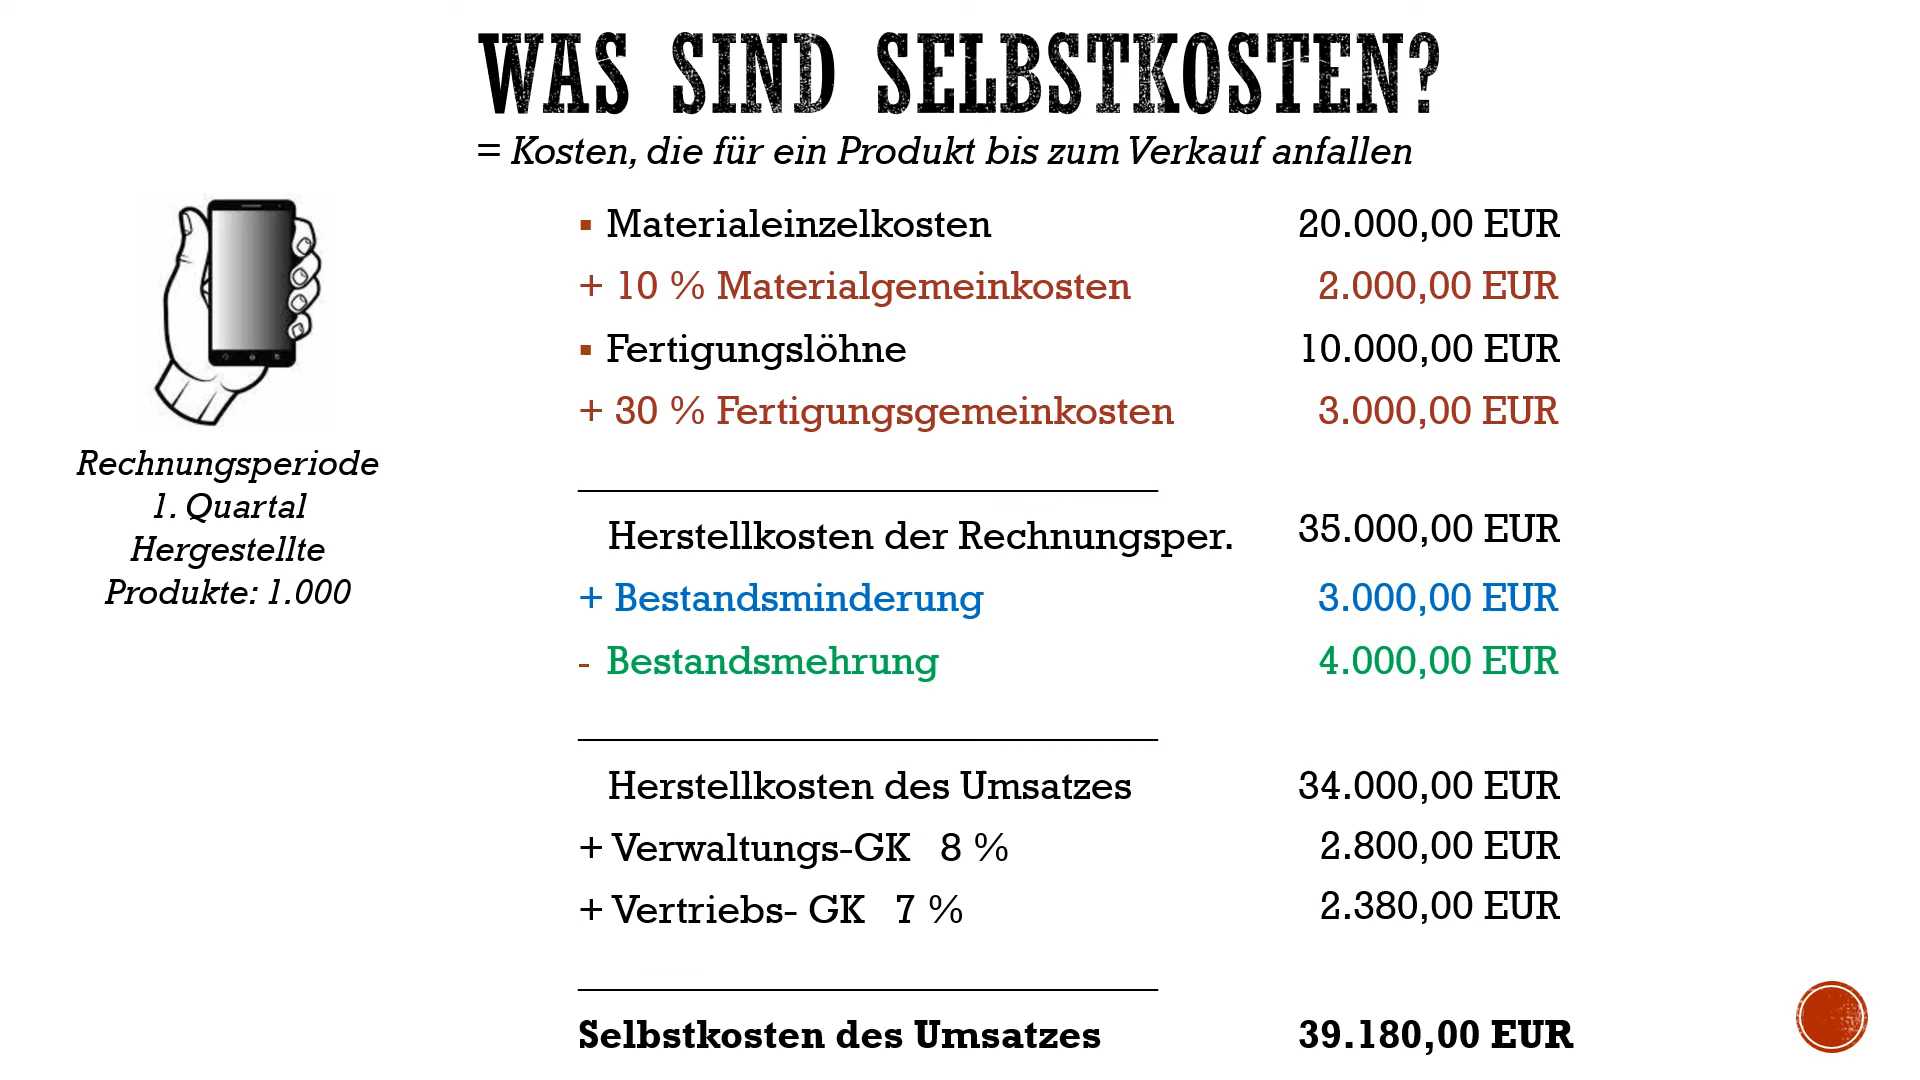 WAS SIND SELBSTKOSTEN?
= Kosten, die für ein Produkt bis zum Verkauf anfallen
▪ Materialeinzelkosten 20.000,00 EUR
+ 10 % Materialgemeinkosten 2.000,00 EUR
▪ Fertigungslöhne 10.000,00 EUR
+ 30 % Fertigungsgemeinkosten 3.000,00 EUR
Herstellkosten der Rechnungsper. 35.000,00 EUR
+ Bestandsminderung 3.000,00 EUR
- Bestandsmehrung 4.000,00 EUR
Herstellkosten des Umsatzes 34.000,00 EUR
+ Verwaltungs-GK 8 % 2.800,00 EUR
+ Vertriebs- GK 7 % 2.380,00 EUR
Selbstkosten des Umsatzes 39.180,00 EUR
Rechnungsperiode
1. Quartal
Hergestellte
Produkte: 1.000